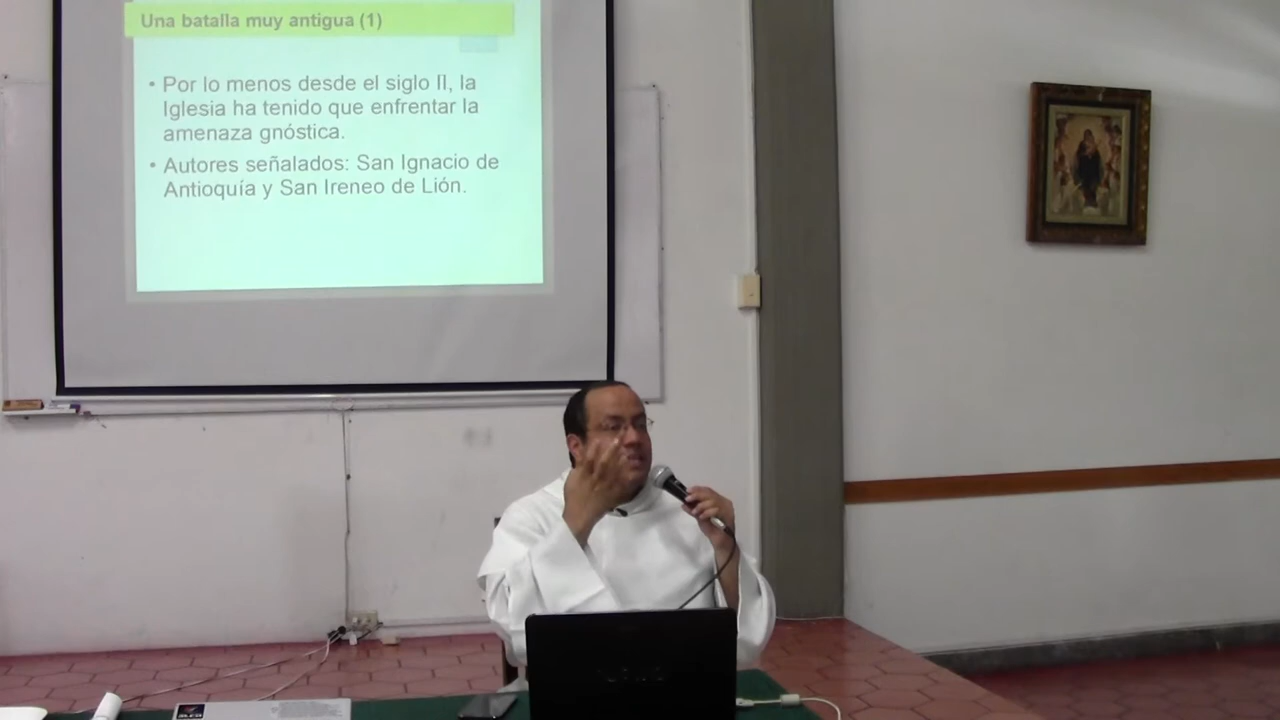 Una batalla muy antigua (1)
• Por lo menos desde el siglo II, la
Iglesia ha tenido que enfrentar la
amenaza gnóstica.
• Autores señalados: San Ignacio de
Antioquía y San Ireneo de Lión.